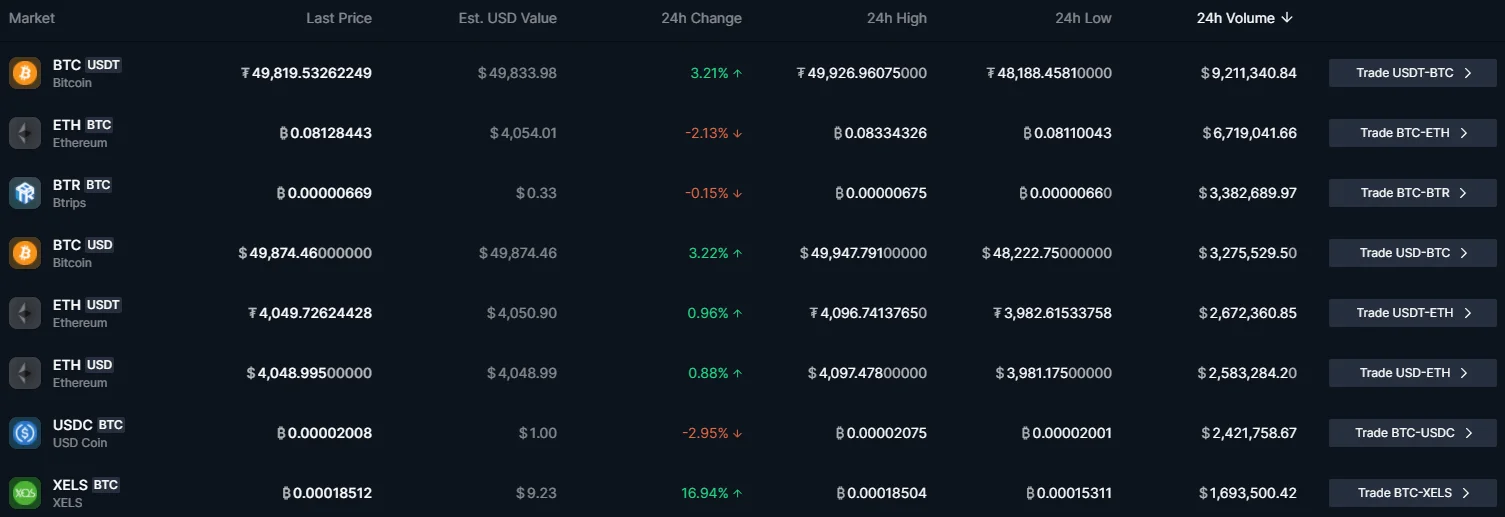 Market Last Price Est. USD Value 24h Change 24h High 24h Low 24h Volume ↓
BTC USDT ₮ 49,819.53262249 $ 49,833.98 3.21% ↑ ₮ 49,926.96075000 ₮ 48,188.45810000 $ 9,211,340.84 Trade USDT-BTC >
Bitcoin
ETH BTC ₿ 0.08128443 $ 4,054.01 -2.13% ↓ ₿ 0.08334326 ₿ 0.08110043 $ 6,719,041.66 Trade BTC-ETH >
Ethereum
BTR BTC ₿ 0.00000669 $ 0.33 -0.15% ↓ ₿ 0.00000675 ₿ 0.00000660 $ 3,382,689.97 Trade BTC-BTR >
Btrips
BTC USD $ 49,874.46000000 $ 49,874.46 3.22% ↑ $ 49,947.79100000 $ 48,222.75000000 $ 3,275,529.50 Trade USD-BTC >
Bitcoin
ETH USDT ₮ 4,049.72624428 $ 4,050.90 0.96% ↑ ₮ 4,096.74137650 ₮ 3,982.61533758 $ 2,672,360.85 Trade USDT-ETH >
Ethereum
ETH USD $ 4,048.99500000 $ 4,048.99 0.88% ↑ $ 4,097.47800000 $ 3,981.17500000 $ 2,583,284.20 Trade USD-ETH >
Ethereum
USDC BTC ₿ 0.00002008 $ 1.00 -2.95% ↓ ₿ 0.00002075 ₿ 0.00002001 $ 2,421,758.67 Trade BTC-USDC >
USD Coin
XELS BTC ₿ 0.00018512 $ 9.23 16.94% ↑ ₿ 0.00018504 ₿ 0.00015311 $ 1,693,500.42 Trade BTC-XELS >
XELS